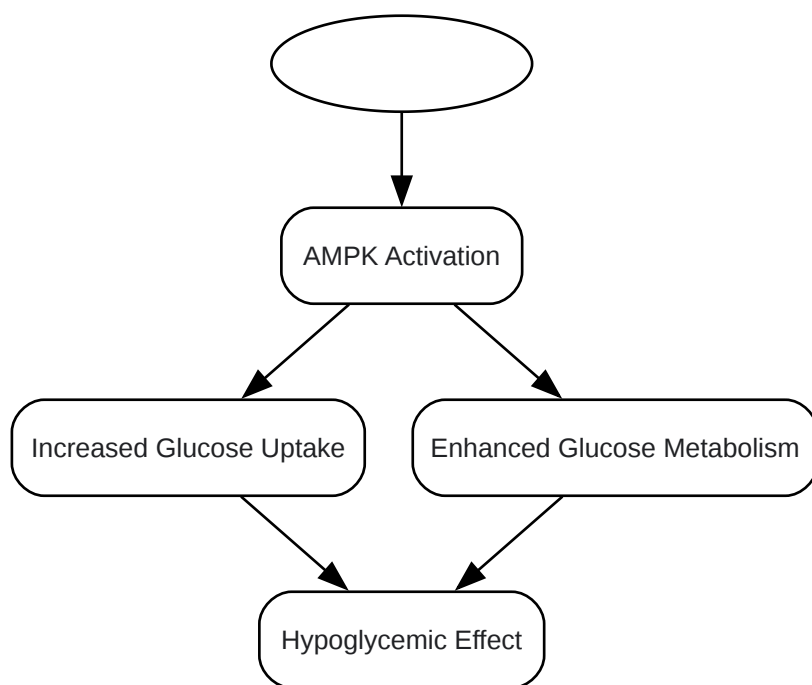 AMPK Activation
Increased Glucose Uptake
Enhanced Glucose Metabolism
Hypoglycemic Effect